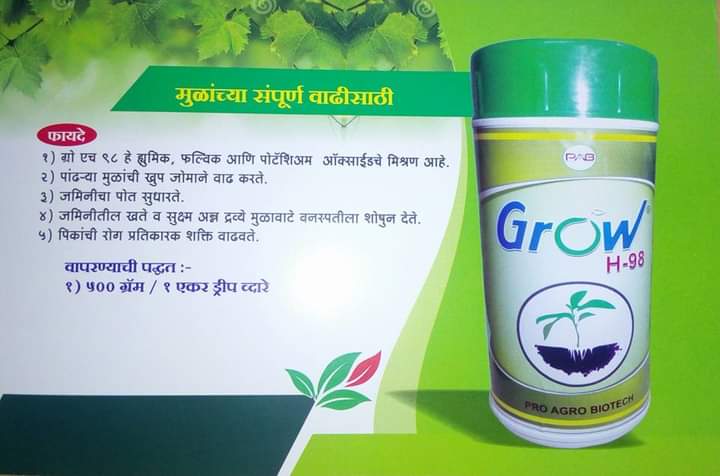 मुळांच्या संपूर्ण वाढीसाठी
फायदे
१) ग्रो एच ९८ हे ह्युमिक, फल्विक आणि पोटॅशिअम ऑक्साईडचे मिश्रण आहे.
२) पांढऱ्या मुळांची खुप जोमाने वाढ करते.
३) जमिनीचा पोत सुधारते.
४) जमिनीतील खते व सुक्ष्म अन्न द्रव्ये मुळावाटे वनस्पतीला शोषुन देते.
५) पिकांची रोग प्रतिकारक शक्ति वाढवते.
वापरण्याची पद्धत :-
१) ५०० ग्रॅम / १ एकर ड्रीप व्दारे
PAB
Grow®
H-98
PRO AGRO BIOTECH